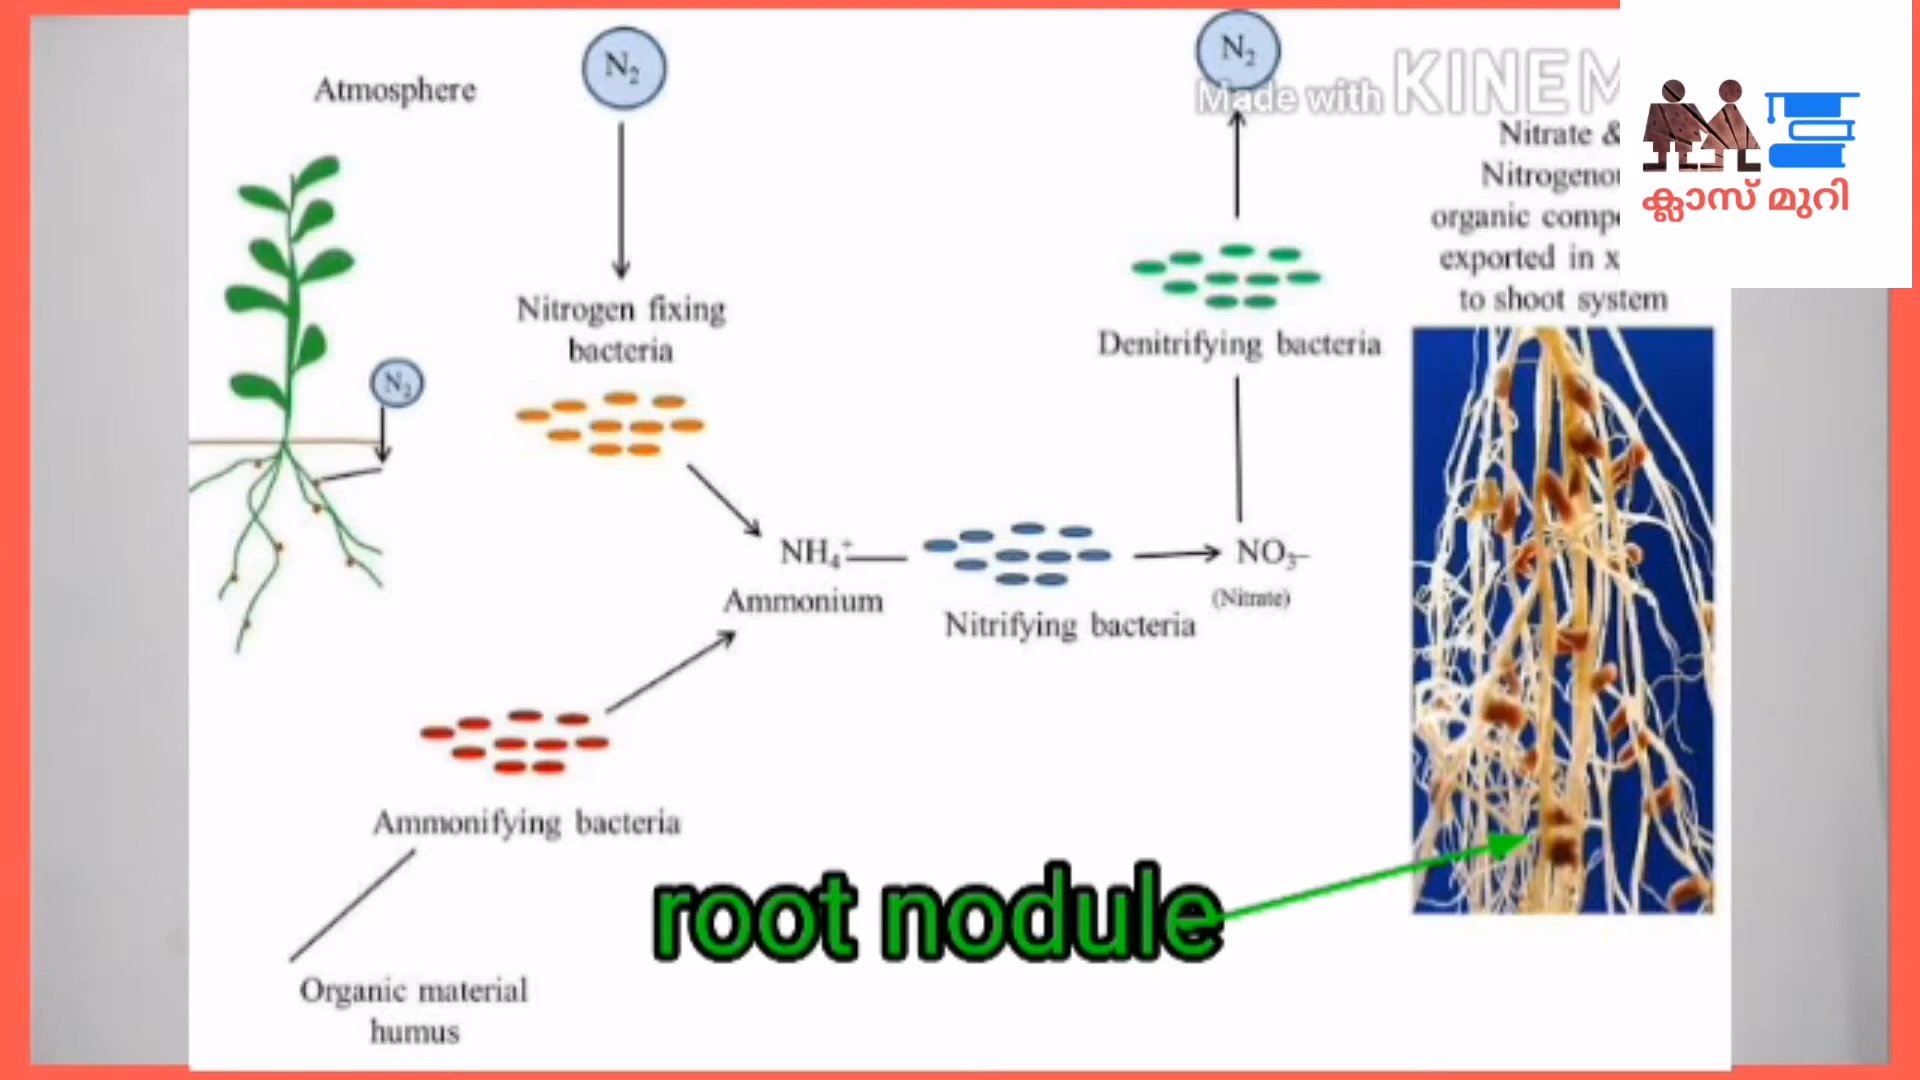 Atmosphere
N₂
N₂
Made with KINEM
Nitrate &
Nitrogenou
organic compo
exported in x
to shoot system
ക്ലാസ് മുറി
Nitrogen fixing
bacteria
Denitrifying bacteria
N₂
NH₄⁺
Ammonium
Nitrifying bacteria
NO₃–
(Nitrate)
Ammonifying bacteria
root nodule
Organic material
humus